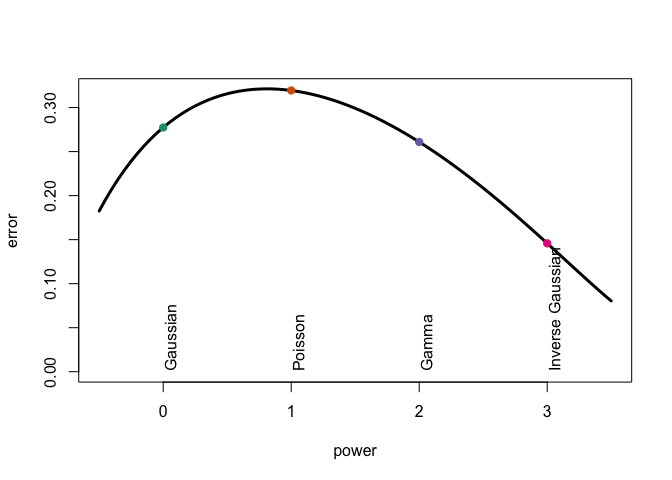 error
0.30
0.20
0.10
0.00
Gaussian
Poisson
Gamma
Inverse Gaussian
0 1 2 3
power